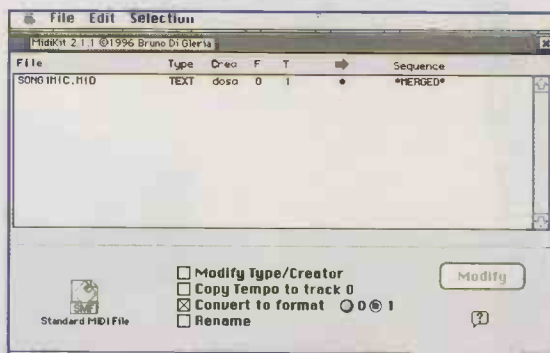 File Edit Selection
MidiKit 2.1.1 ©1996 Bruno Di Gleria
File Type Crea F T Sequence
SONG1MIC.MID TEXT dosa 0 1 • *MERGED*
Modify Type/Creator
Copy Tempo to track 0
Convert to format 0 1
Rename
Modify
SMF
Standard MIDI File
?